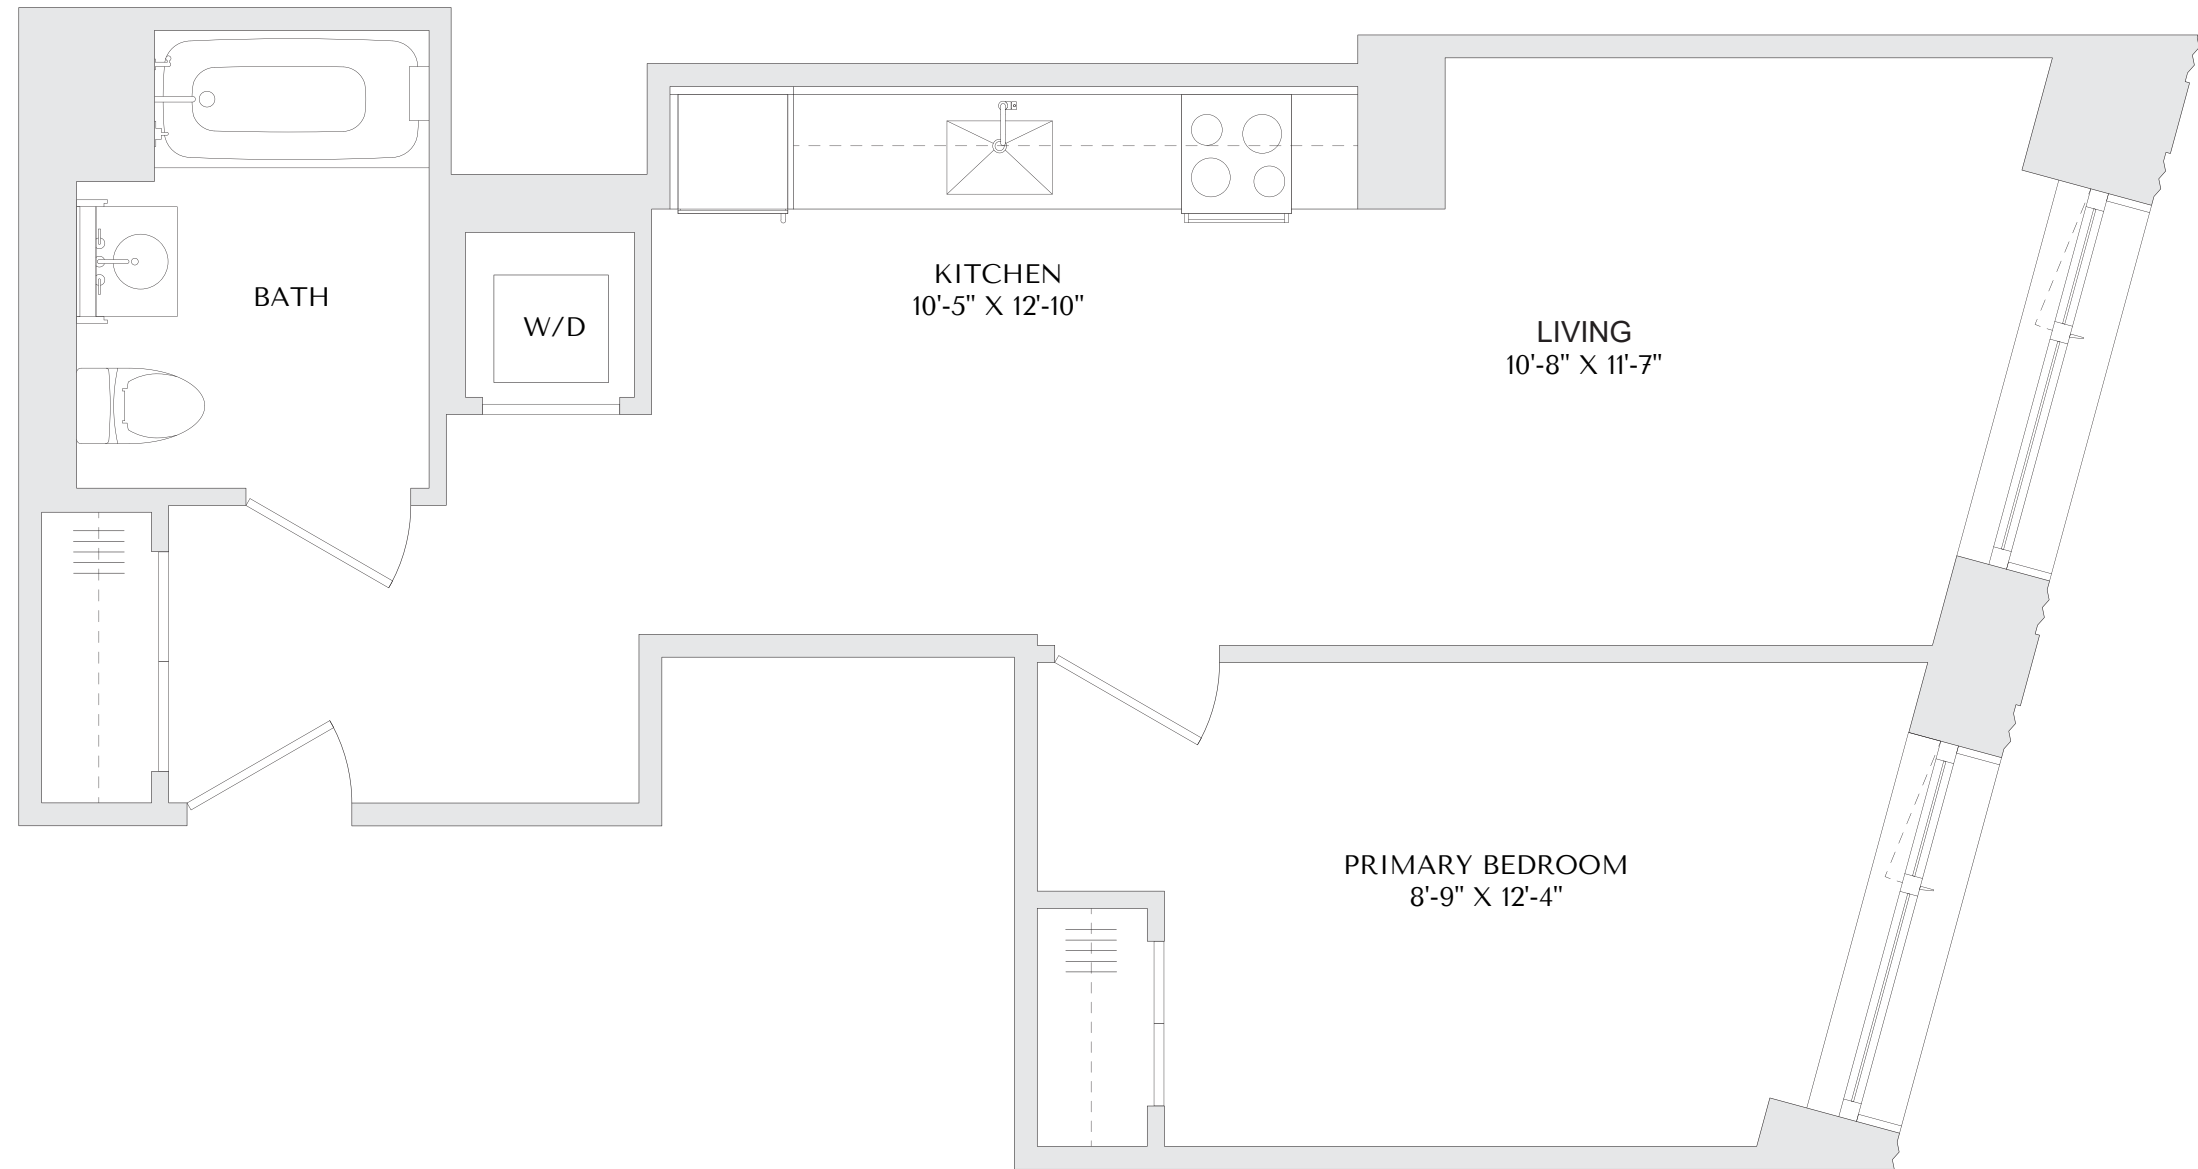 BATH
W/D
KITCHEN
10'-5" X 12'-10"
LIVING
10'-8" X 11'-7"
PRIMARY BEDROOM
8'-9" X 12'-4"